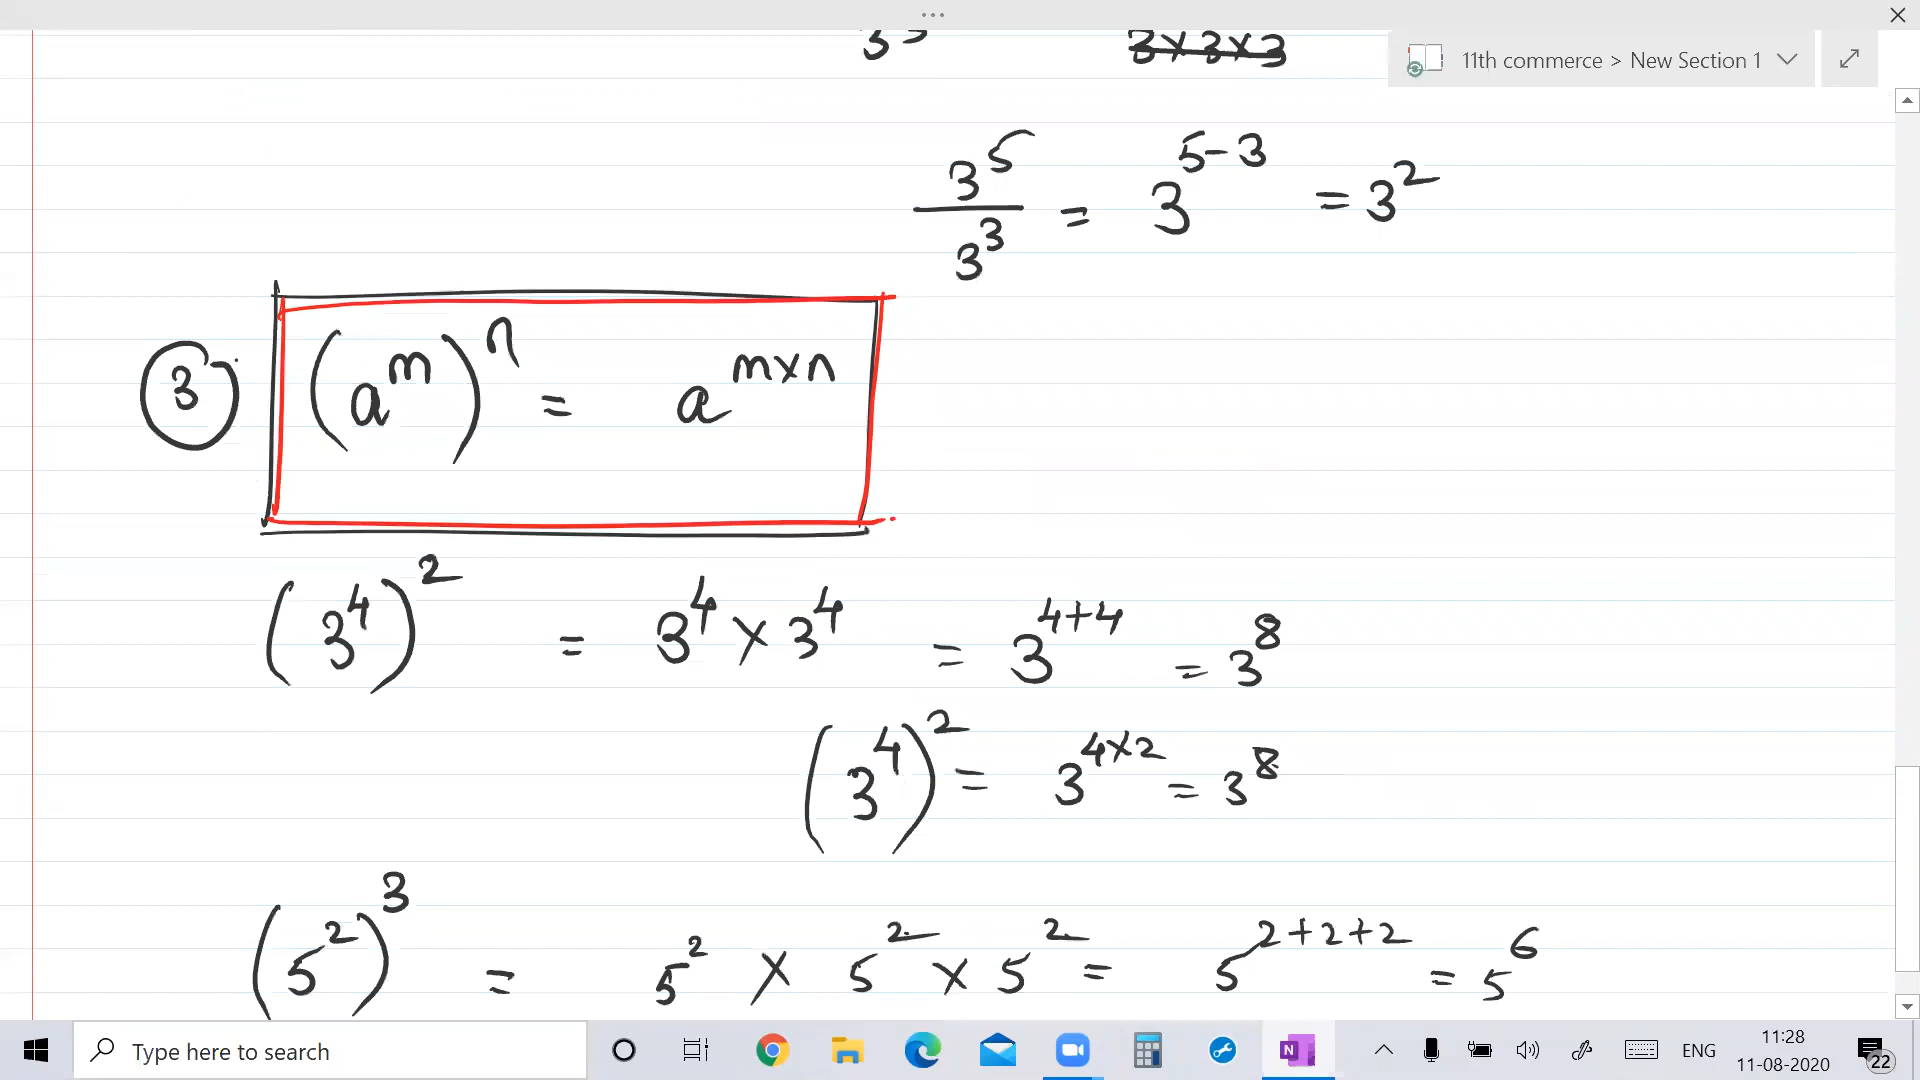 ...
3 3×3×3
11th commerce > New Section 1
3^5 / 3^3 = 3^(5-3) = 3^2
③ (a^m)^n = a^(m×n)
(3^4)^2 = 3^4 × 3^4 = 3^(4+4) = 3^8
(3^4)^2 = 3^(4×2) = 3^8
(5^2)^3 = 5^2 × 5^2 × 5^2 = 5^(2+2+2) = 5^6
Type here to search
ENG
11:28
11-08-2020
22